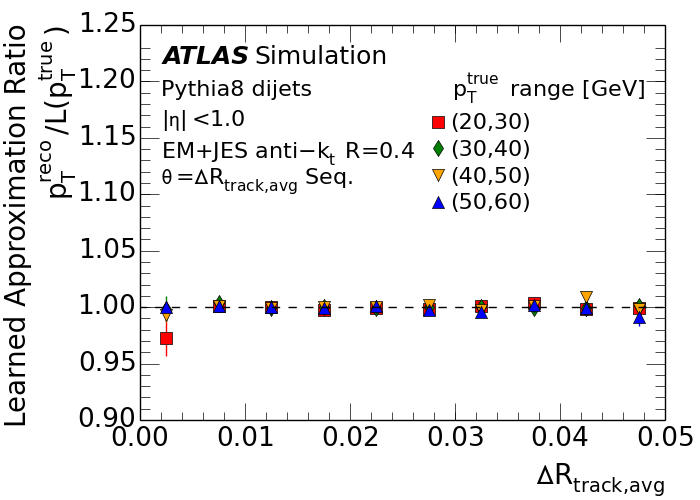 Learned Approximation Ratio
p_T^reco/L(p_T^true)
1.25
1.20
1.15
1.10
1.05
1.00
0.95
0.90
ATLAS Simulation
Pythia8 dijets
|η|<1.0
EM+JES anti−k_t R=0.4
θ=ΔR_track,avg Seq.
p_T^true range [GeV]
(20,30)
(30,40)
(40,50)
(50,60)
0.00 0.01 0.02 0.03 0.04 0.05
ΔR_track,avg